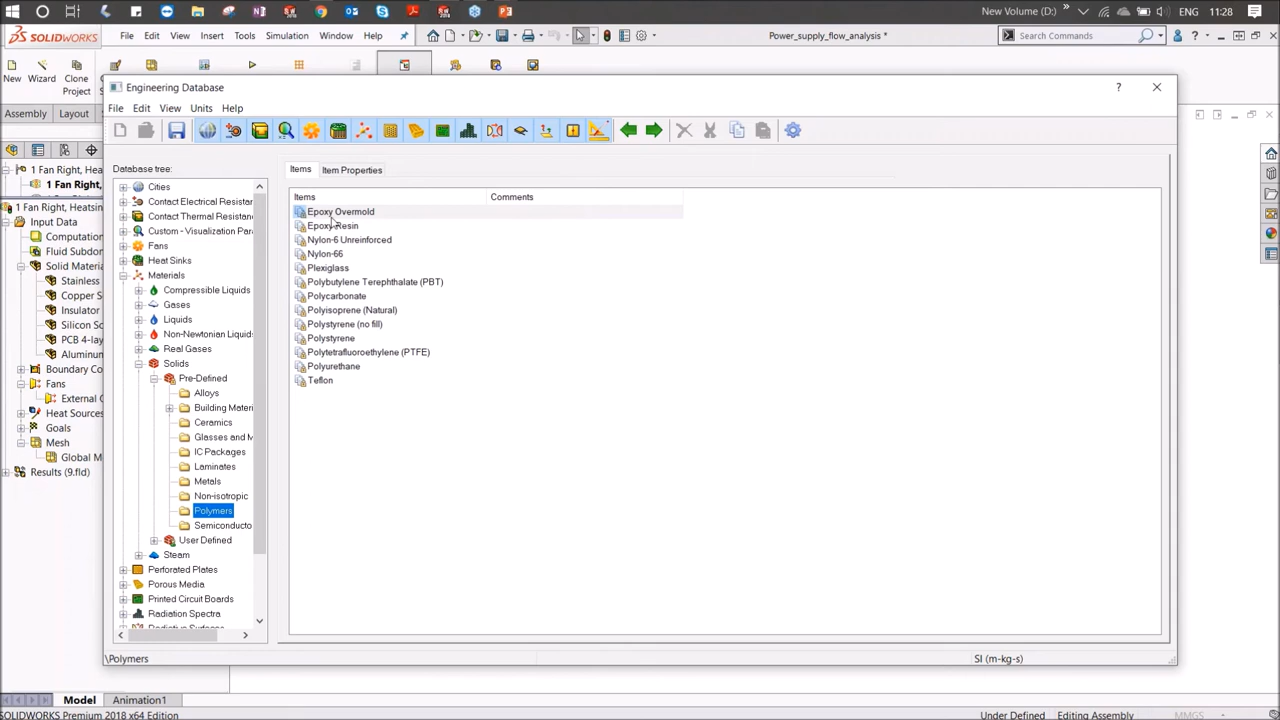 New Volume (D:) » ENG 11:28
SOLIDWORKS File Edit View Insert Tools Simulation Window Help Power_supply_flow_analysis * Search Commands
New Wizard Clone Project
Assembly Layout
Engineering Database
File Edit View Units Help
Database tree:
Cities
Contact Electrical Resistan
Contact Thermal Resistanc
Custom - Visualization Para
Fans
Heat Sinks
Materials
Compressible Liquids
Gases
Liquids
Non-Newtonian Liquids
Real Gases
Solids
Pre-Defined
Alloys
Building Materi
Ceramics
Glasses and M
IC Packages
Laminates
Metals
Non-isotropic
Polymers
Semiconducto
User Defined
Steam
Perforated Plates
Porous Media
Printed Circuit Boards
Radiation Spectra
Items Item Properties
Items Comments
Epoxy Overmold
Epoxy Resin
Nylon-6 Unreinforced
Nylon-66
Plexiglass
Polybutylene Terephthalate (PBT)
Polycarbonate
Polyisoprene (Natural)
Polystyrene (no fill)
Polystyrene
Polytetrafluoroethylene (PTFE)
Polyurethane
Teflon
1 Fan Right, Hea
1 Fan Right,
1 Fan Right, Heatsin
Input Data
Computation
Fluid Subdon
Solid Material
Stainless
Copper S
Insulator
Silicon Sc
PCB 4-lay
Aluminum
Boundary Co
Fans
External C
Heat Sources
Goals
Mesh
Global M
Results (9.fld)
\Polymers SI (m-kg-s)
Model Animation1
SOLIDWORKS Premium 2018 x64 Edition Under Defined Editing Assembly MMGS